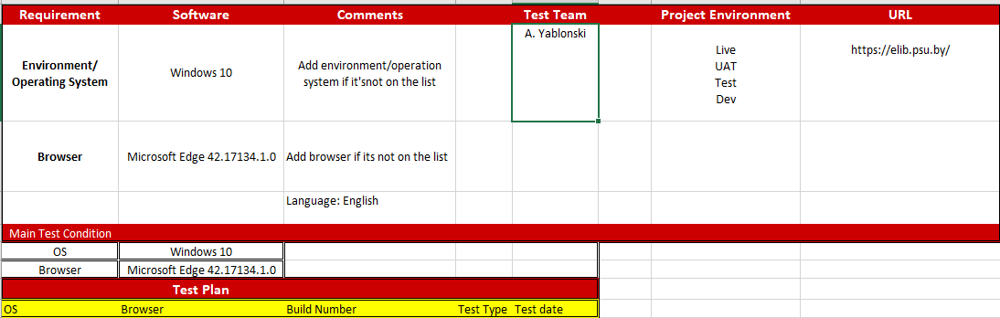 Requirement Software Comments Test Team Project Environment URL
A. Yablonski
Environment/
Operating System
Windows 10
Add environment/operation
system if it'snot on the list
Live
UAT
Test
Dev
https://elib.psu.by/
Browser Microsoft Edge 42.17134.1.0 Add browser if its not on the list
Language: English
Main Test Condition
OS Windows 10
Browser Microsoft Edge 42.17134.1.0
Test Plan
OS Browser Build Number Test Type Test date